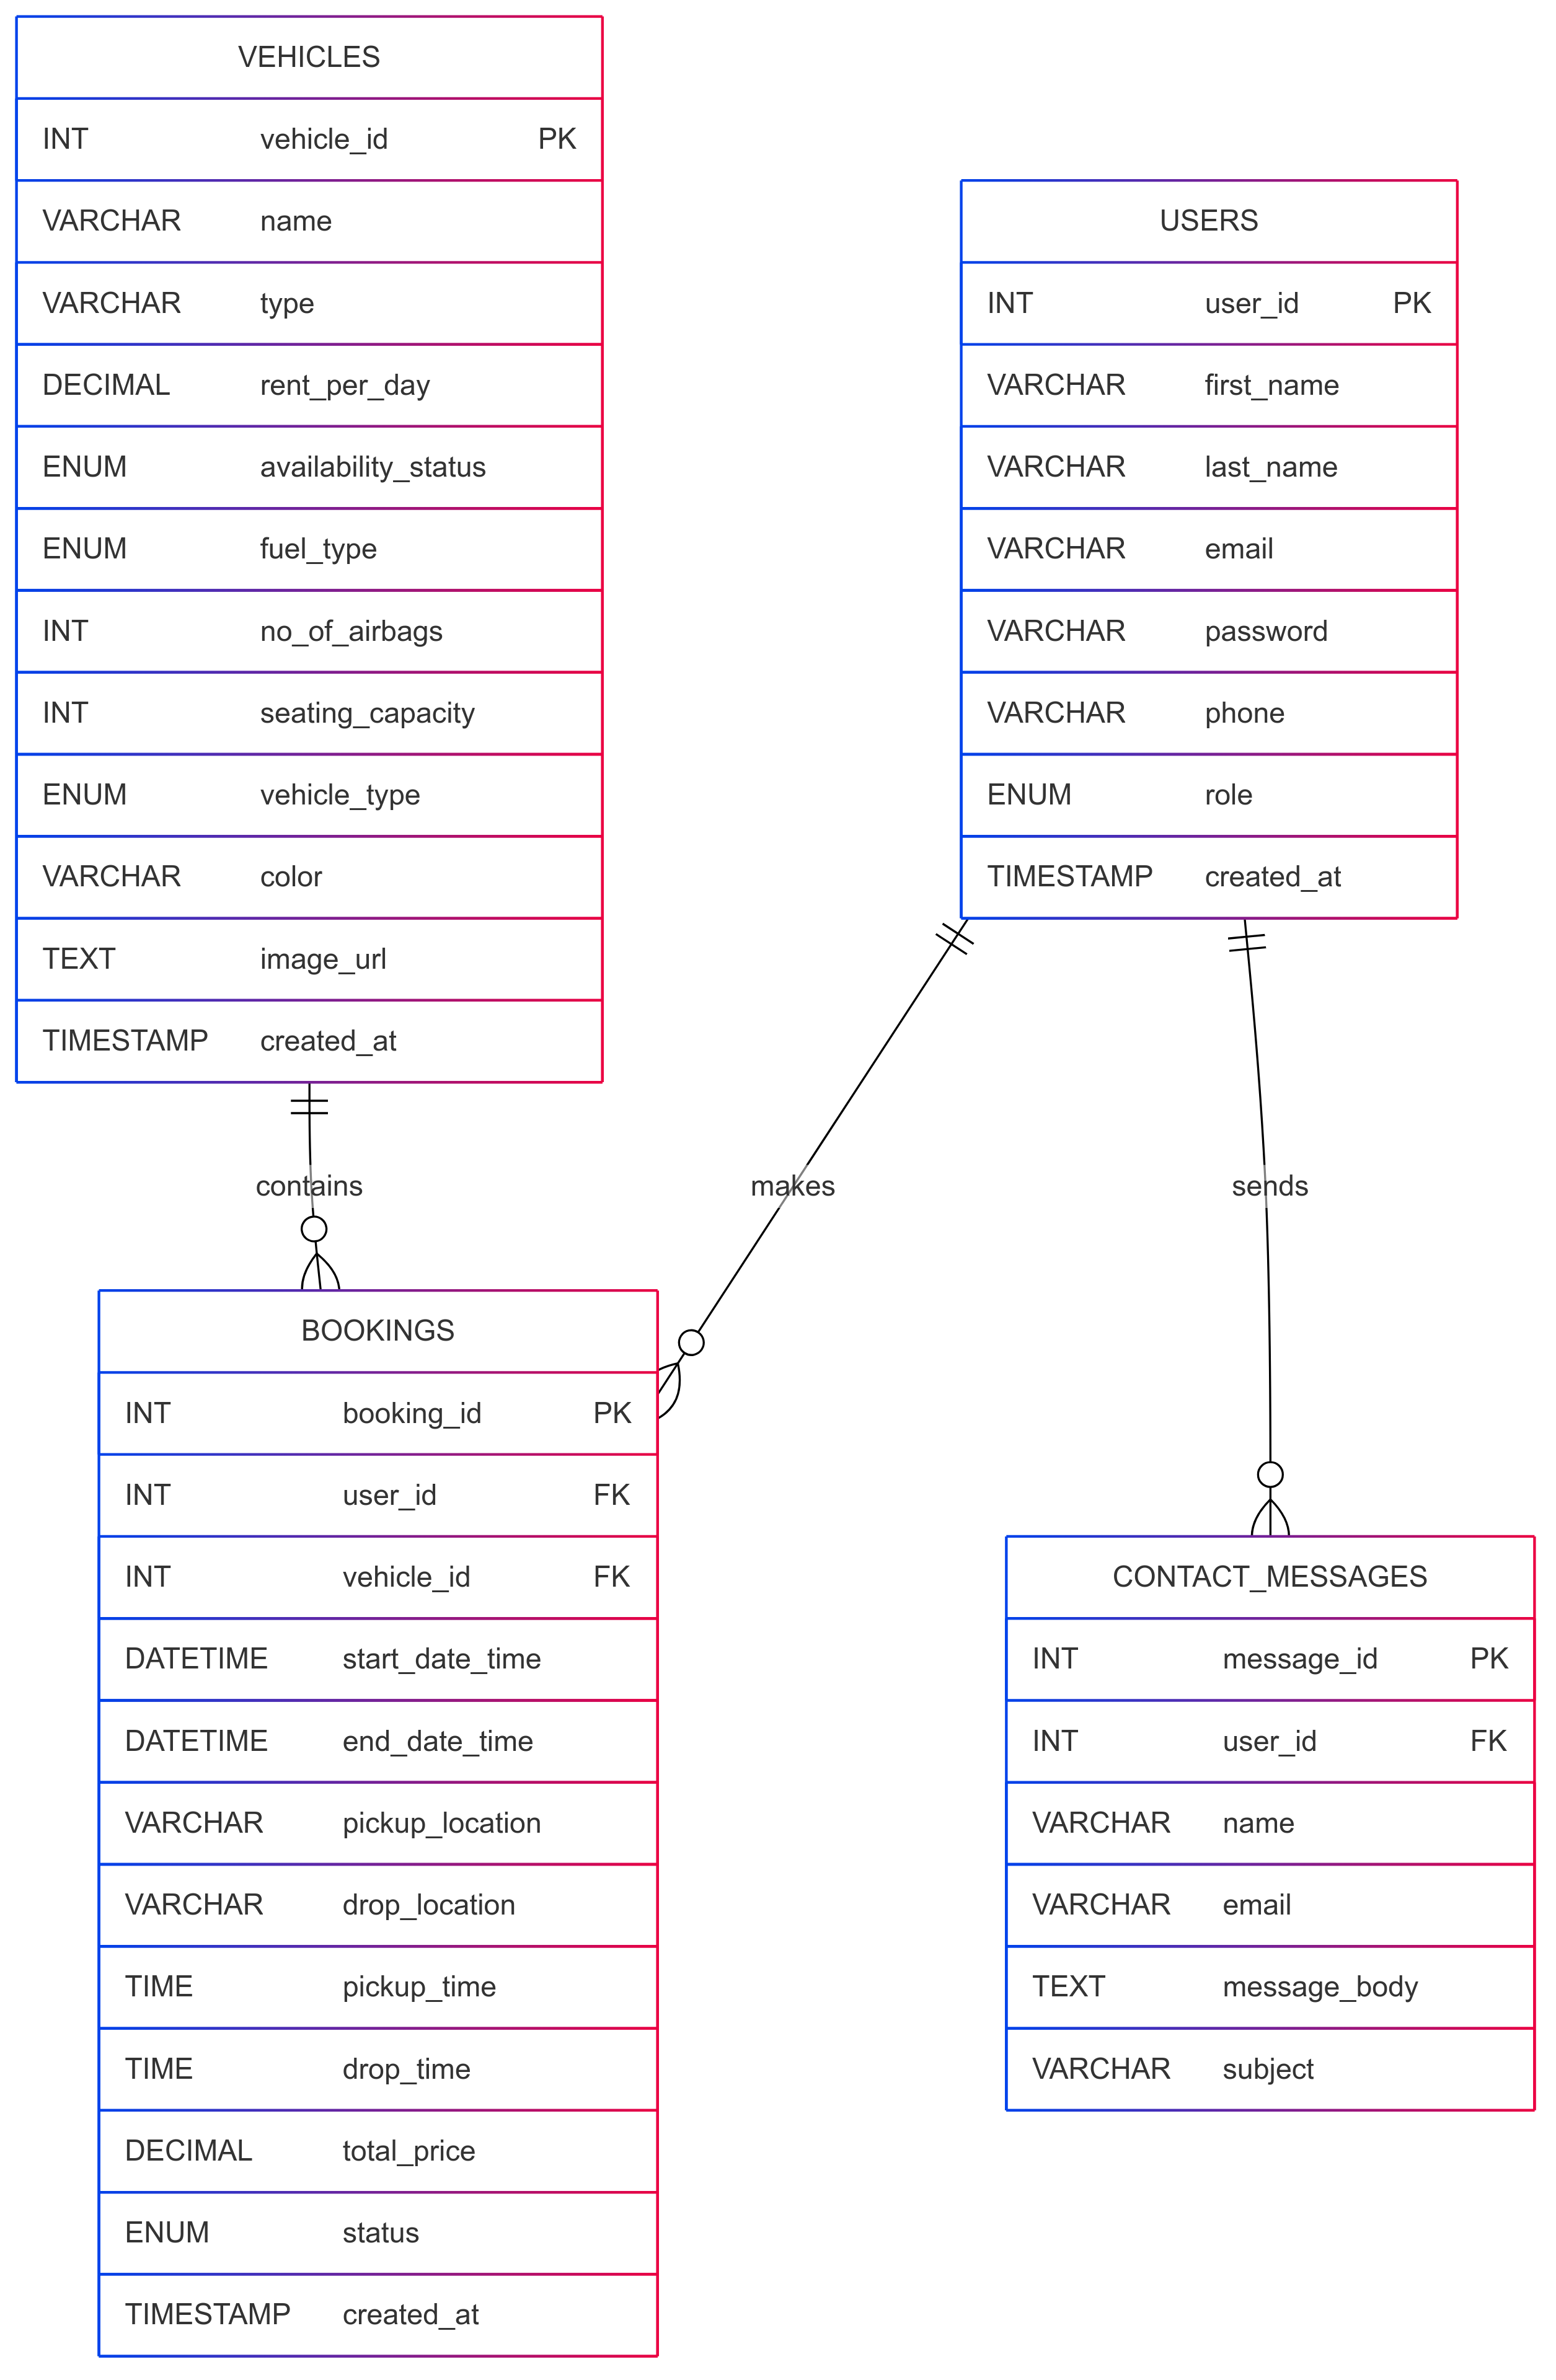 VEHICLES
INT vehicle_id PK
VARCHAR name
VARCHAR type
DECIMAL rent_per_day
ENUM availability_status
ENUM fuel_type
INT no_of_airbags
INT seating_capacity
ENUM vehicle_type
VARCHAR color
TEXT image_url
TIMESTAMP created_at
USERS
INT user_id PK
VARCHAR first_name
VARCHAR last_name
VARCHAR email
VARCHAR password
VARCHAR phone
ENUM role
TIMESTAMP created_at
contains
makes
sends
BOOKINGS
INT booking_id PK
INT user_id FK
INT vehicle_id FK
DATETIME start_date_time
DATETIME end_date_time
VARCHAR pickup_location
VARCHAR drop_location
TIME pickup_time
TIME drop_time
DECIMAL total_price
ENUM status
TIMESTAMP created_at
CONTACT_MESSAGES
INT message_id PK
INT user_id FK
VARCHAR name
VARCHAR email
TEXT message_body
VARCHAR subject